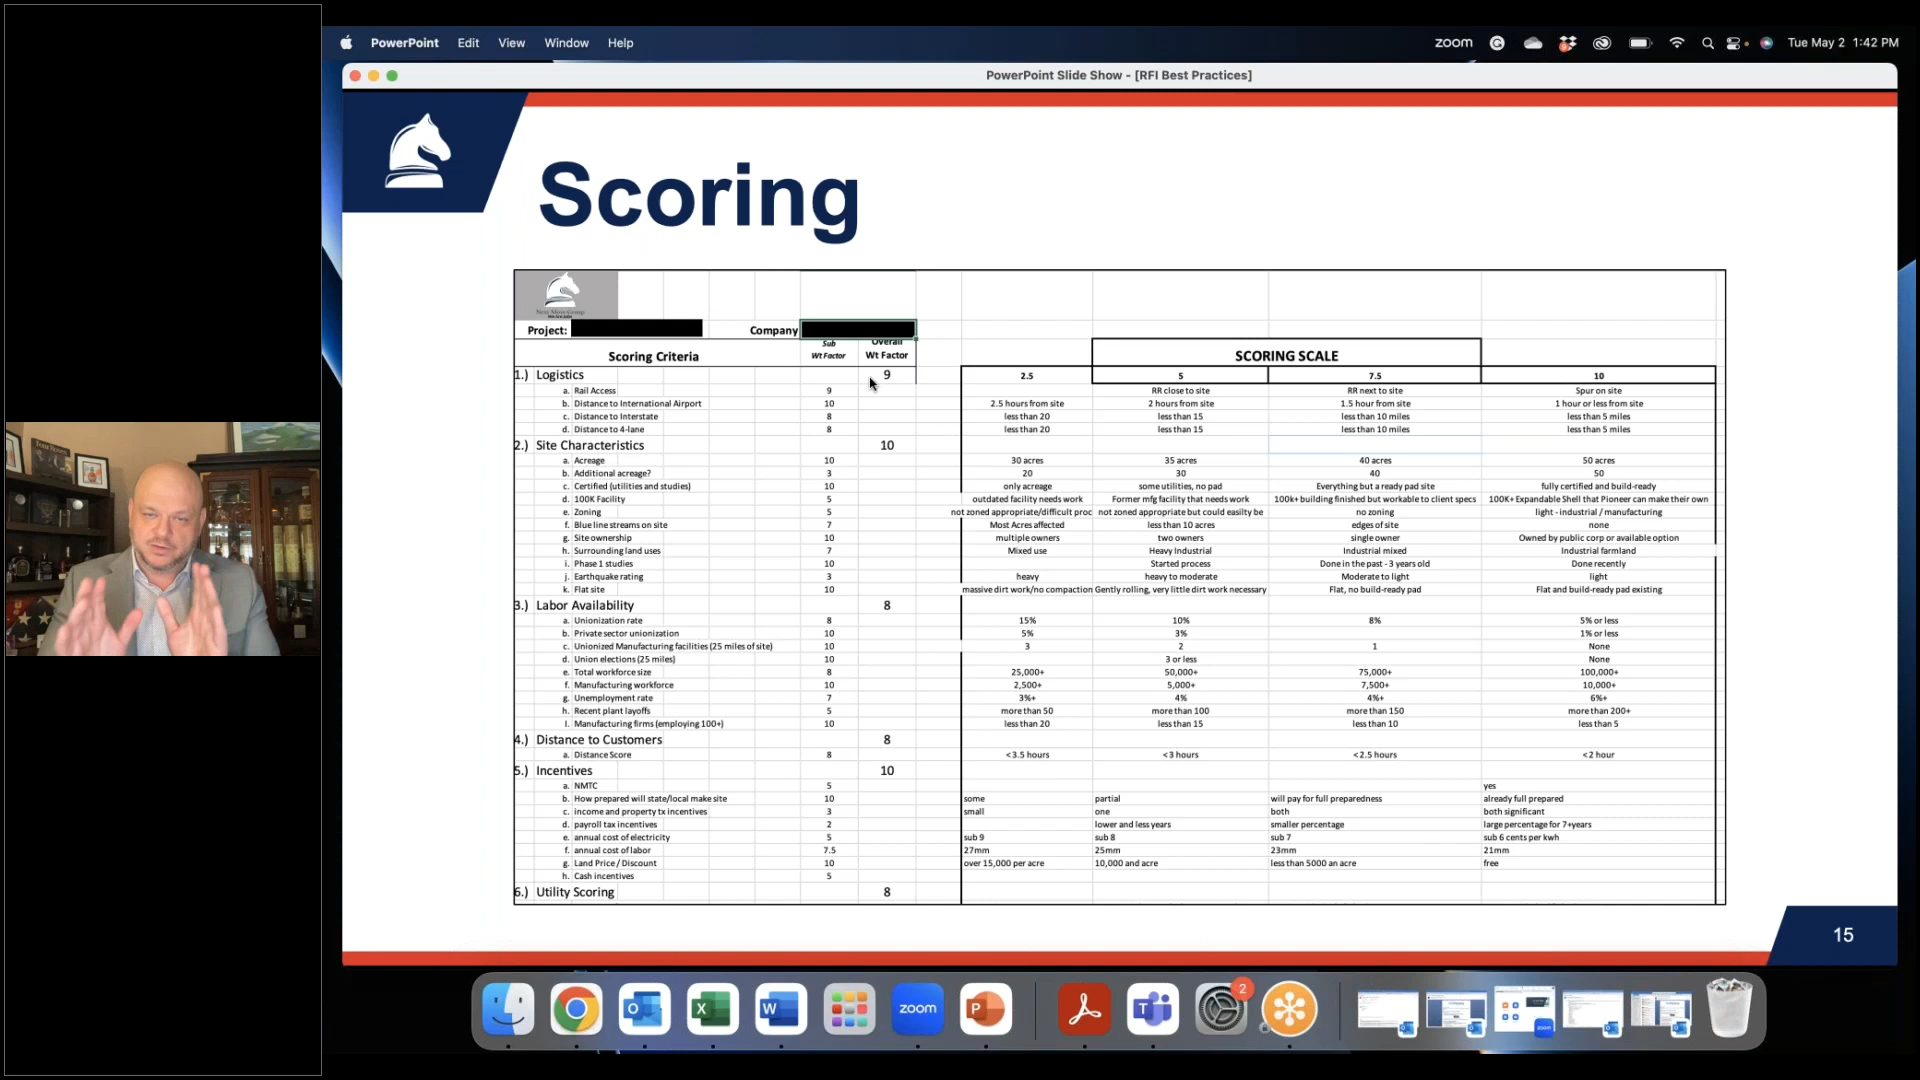 PowerPoint Edit View Window Help zoom Tue May 2 1:42 PM
PowerPoint Slide Show - [RFI Best Practices]
Scoring
Next Move Group
Project: Company
Scoring Criteria Sub Wt Factor Overall Wt Factor SCORING SCALE
1.) Logistics 9 2.5 5 7.5 10
a. Rail Access 9 RR close to site RR next to site Spur on site
b. Distance to International Airport 10 2.5 hours from site 2 hours from site 1.5 hour from site 1 hour or less from site
c. Distance to Interstate 8 less than 20 less than 15 less than 10 miles less than 5 miles
d. Distance to 4-lane 8 less than 20 less than 15 less than 10 miles less than 5 miles
2.) Site Characteristics 10
a. Acreage 10 30 acres 35 acres 40 acres 50 acres
b. Additional acreage? 3 20 30 40 50
c. Certified (utilities and studies) 10 only acreage some utilities, no pad Everything but a ready pad site fully certified and build-ready
d. 100K Facility 5 outdated facility needs work Former mfg facility that needs work 100k+ building finished but workable to client specs 100K+ Expandable Shell that Pioneer can make their own
e. Zoning 5 not zoned appropriate/difficult proc not zoned appropriate but could easilty be no zoning light - industrial / manufacturing
f. Blue line streams on site 7 Most Acres affected less than 10 acres edges of site none
g. Site ownership 10 multiple owners two owners single owner Owned by public corp or available option
h. Surrounding land uses 7 Mixed use Heavy Industrial Industrial mixed Industrial farmland
i. Phase 1 studies 10 Started process Done in the past - 3 years old Done recently
j. Earthquake rating 3 heavy heavy to moderate Moderate to light light
k. Flat site 10 massive dirt work/no compaction Gently rolling, very little dirt work necessary Flat, no build-ready pad Flat and build-ready pad existing
3.) Labor Availability 8
a. Unionization rate 8 15% 10% 8% 5% or less
b. Private sector unionization 10 5% 3% 1% or less
c. Unionized Manufacturing facilities (25 miles of site) 10 3 2 1 None
d. Union elections (25 miles) 10 3 or less None
e. Total workforce size 8 25,000+ 50,000+ 75,000+ 100,000+
f. Manufacturing workforce 10 2,500+ 5,000+ 7,500+ 10,000+
g. Unemployment rate 7 3%+ 4% 4%+ 6%+
h. Recent plant layoffs 5 more than 50 more than 100 more than 150 more than 200+
I. Manufacturing firms (employing 100+) 10 less than 20 less than 15 less than 10 less than 5
4.) Distance to Customers 8
a. Distance Score 8 <3.5 hours <3 hours <2.5 hours <2 hour
5.) Incentives 10
a. NMTC 5 yes
b. How prepared will state/local make site 10 some partial will pay for full preparedness already full prepared
c. income and property tx incentives 3 small one both both significant
d. payroll tax incentives 2 lower and less years smaller percentage large percentage for 7+years
e. annual cost of electricity 5 sub 9 sub 8 sub 7 sub 6 cents per kwh
f. annual cost of labor 7.5 27mm 25mm 23mm 21mm
g. Land Price / Discount 10 over 15,000 per acre 10,000 and acre less than 5000 an acre free
h. Cash incentives 5
6.) Utility Scoring 8
15
zoom
2